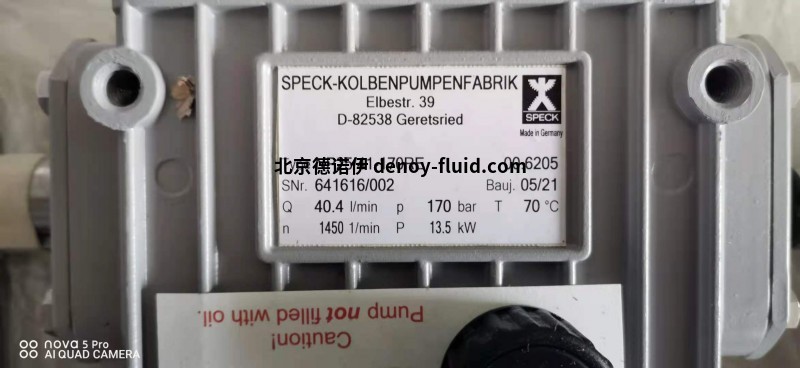 SPECK-KOLBENPUMPENFABRIK
Elbestr. 39
D-82538 Geretsried
SPECK
Made in Germany
北京德诺伊 denoy-fluid.com
6205
SNr. 641616/002 Bauj. 05/21
Q 40.4 l/min p 170 bar T 70 °C
n 1450 1/min P 13.5 kW
Caution!
Pump not filled with oil.
nova 5 Pro
AI QUAD CAMERA